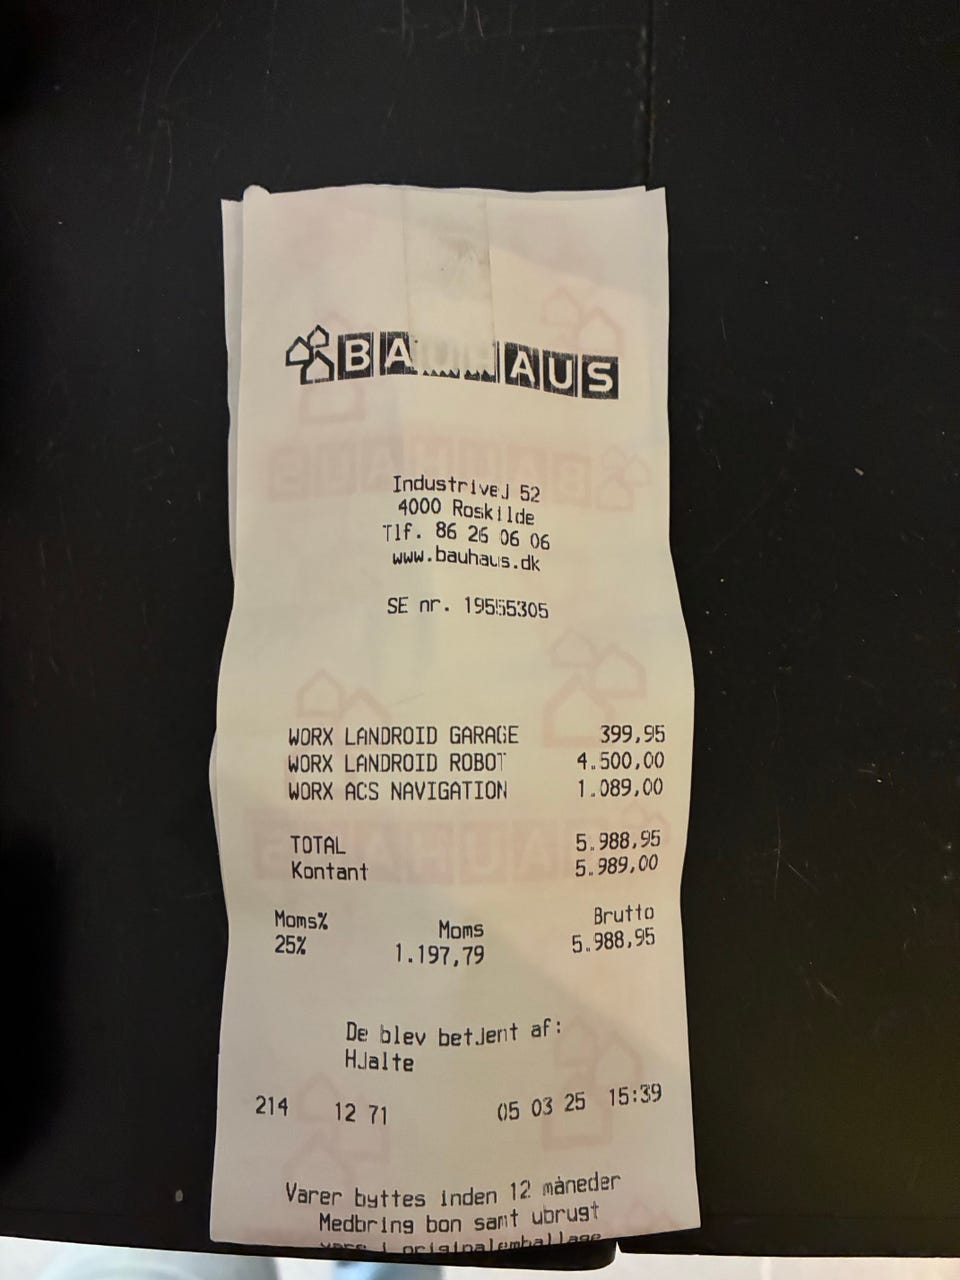 BAUHAUS
Industrivej 52
4000 Roskilde
Tlf. 86 26 06 06
www.bauhaus.dk
SE nr. 19555305
WORX LANDROID GARAGE 399,95
WORX LANDROID ROBOT 4.500,00
WORX ACS NAVIGATION 1.089,00
TOTAL 5.988,95
Kontant 5.989,00
Moms% Moms Brutto
25% 1.197,79 5.988,95
De blev betjent af:
Hjalte
214 12 71 05 03 25 15:39
Varer byttes inden 12 måneder
Medbring bon samt ubrugt
vare i originalemballage